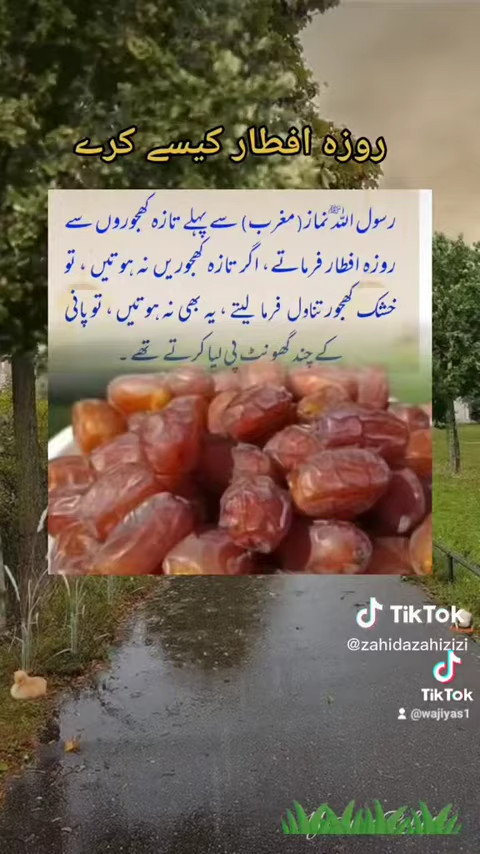 روزہ افطار کیسے کرے
رسول اللہ ﷺ نماز (مغرب) سے پہلے تازہ کھجوروں سے
روزہ افطار فرماتے، اگر تازہ کھجوریں نہ ہوتیں، تو
خشک کھجور تناول فرما لیتے، یہ بھی نہ ہوتیں، تو پانی
کے چند گھونٹ پی لیا کرتے تھے۔
TikTok
@zahidazahizizi
TikTok
@wajiyas1